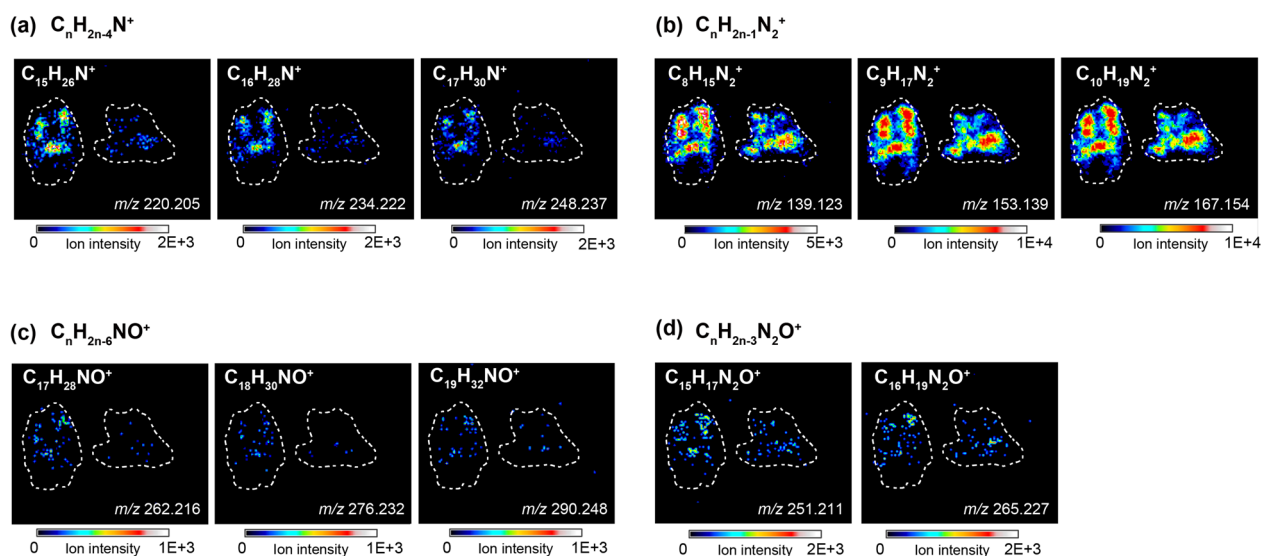 (a) CₙH₂ₙ₋₄N⁺
C₁₅H₂₆N⁺
m/z 220.205
0 Ion intensity 2E+3
C₁₆H₂₈N⁺
m/z 234.222
0 Ion intensity 2E+3
C₁₇H₃₀N⁺
m/z 248.237
0 Ion intensity 2E+3
(b) CₙH₂ₙ₋₁N₂⁺
C₈H₁₅N₂⁺
m/z 139.123
0 Ion intensity 5E+3
C₉H₁₇N₂⁺
m/z 153.139
0 Ion intensity 1E+4
C₁₀H₁₉N₂⁺
m/z 167.154
0 Ion intensity 1E+4
(c) CₙH₂ₙ₋₆NO⁺
C₁₇H₂₈NO⁺
m/z 262.216
0 Ion intensity 1E+3
C₁₈H₃₀NO⁺
m/z 276.232
0 Ion intensity 1E+3
C₁₉H₃₂NO⁺
m/z 290.248
0 Ion intensity 1E+3
(d) CₙH₂ₙ₋₃N₂O⁺
C₁₅H₁₇N₂O⁺
m/z 251.211
0 Ion intensity 2E+3
C₁₆H₁₉N₂O⁺
m/z 265.227
0 Ion intensity 2E+3